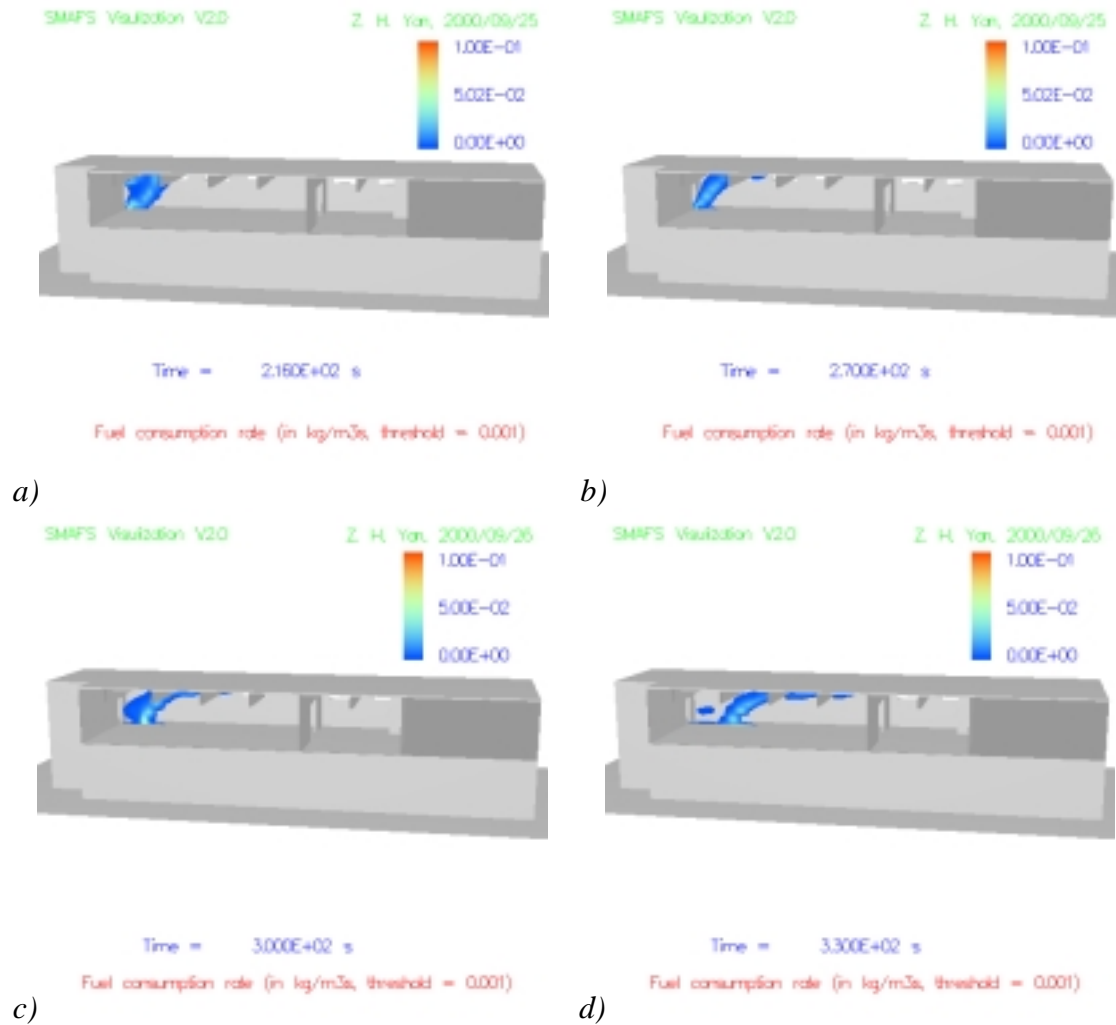 SMAFS Visulization V2.0 Z. H. Yan, 2000/09/25
1.00E-01
5.02E-02
0.00E+00
Time = 2.160E+02 s
Fuel consumption rate (in kg/m3s, threshold = 0.001)
a)
SMAFS Visulization V2.0 Z. H. Yan, 2000/09/25
1.00E-01
5.02E-02
0.00E+00
Time = 2.700E+02 s
Fuel consumption rate (in kg/m3s, threshold = 0.001)
b)
SMAFS Visulization V2.0 Z. H. Yan, 2000/09/26
1.00E-01
5.00E-02
0.00E+00
Time = 3.000E+02 s
Fuel consumption rate (in kg/m3s, threshold = 0.001)
c)
SMAFS Visulization V2.0 Z. H. Yan, 2000/09/26
1.00E-01
5.00E-02
0.00E+00
Time = 3.300E+02 s
Fuel consumption rate (in kg/m3s, threshold = 0.001)
d)